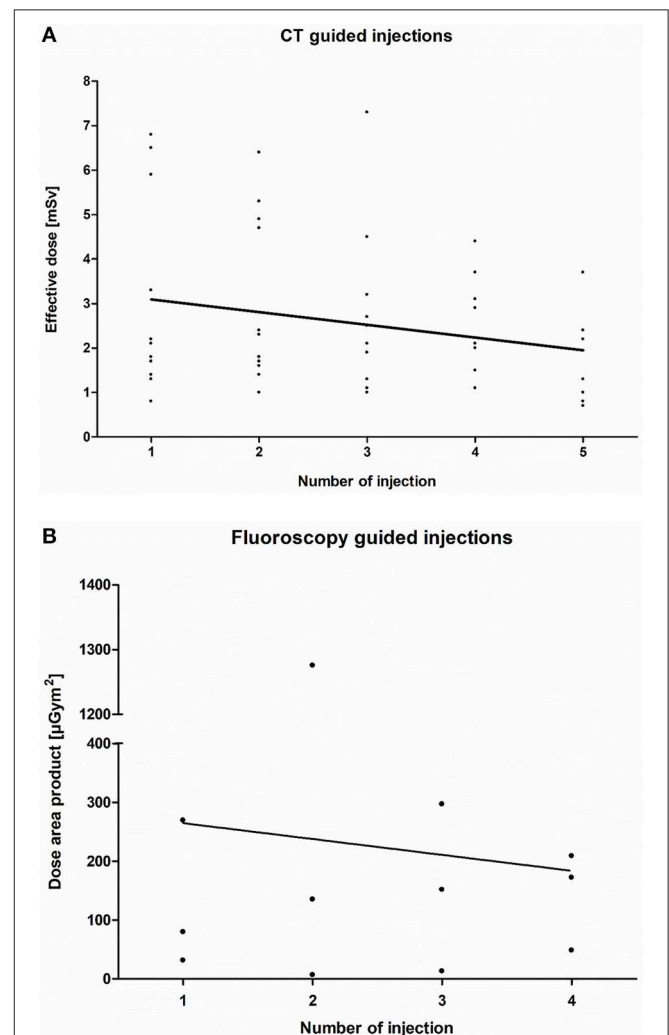 A
CT guided injections
8
7
6
5
4
3
2
1
0
Effective dose [mSv]
1 2 3 4 5
Number of injection
B
Fluoroscopy guided injections
1400
1300
1200
400
300
200
100
0
Dose area product [µGym²]
1 2 3 4
Number of injection